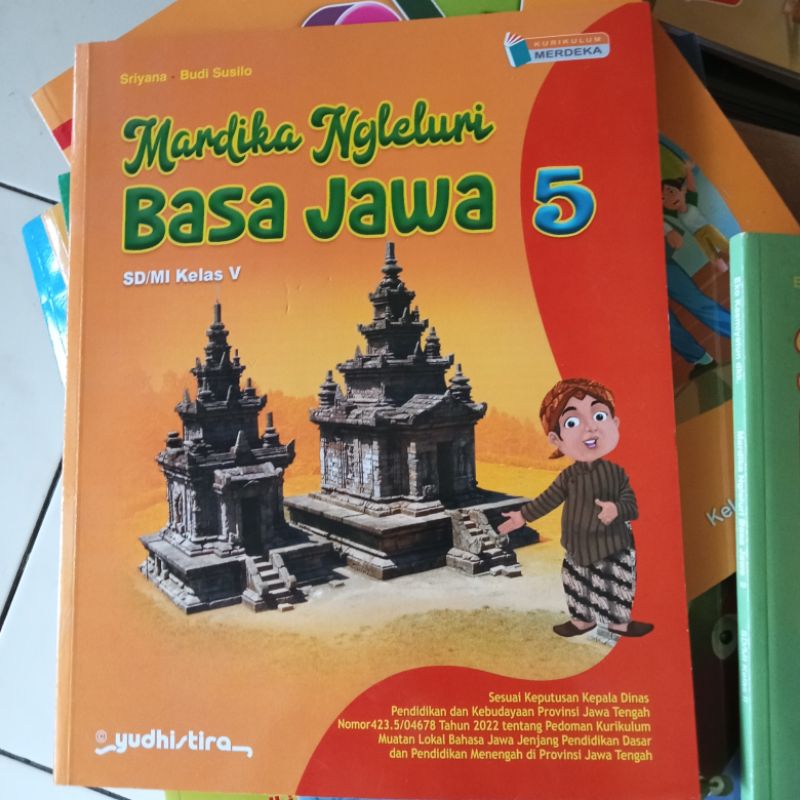 KURIKULUM
MERDEKA
Sriyana - Budi Susilo
Mardika Ngleluri
Basa Jawa 5
SD/MI Kelas V
Sesuai Keputusan Kepala Dinas
Pendidikan dan Kebudayaan Provinsi Jawa Tengah
Nomor423.5/04678 Tahun 2022 tentang Pedoman Kurikulum
Muatan Lokal Bahasa Jawa Jenjang Pendidikan Dasar
dan Pendidikan Menengah di Provinsi Jawa Tengah
yudhistira
Kel